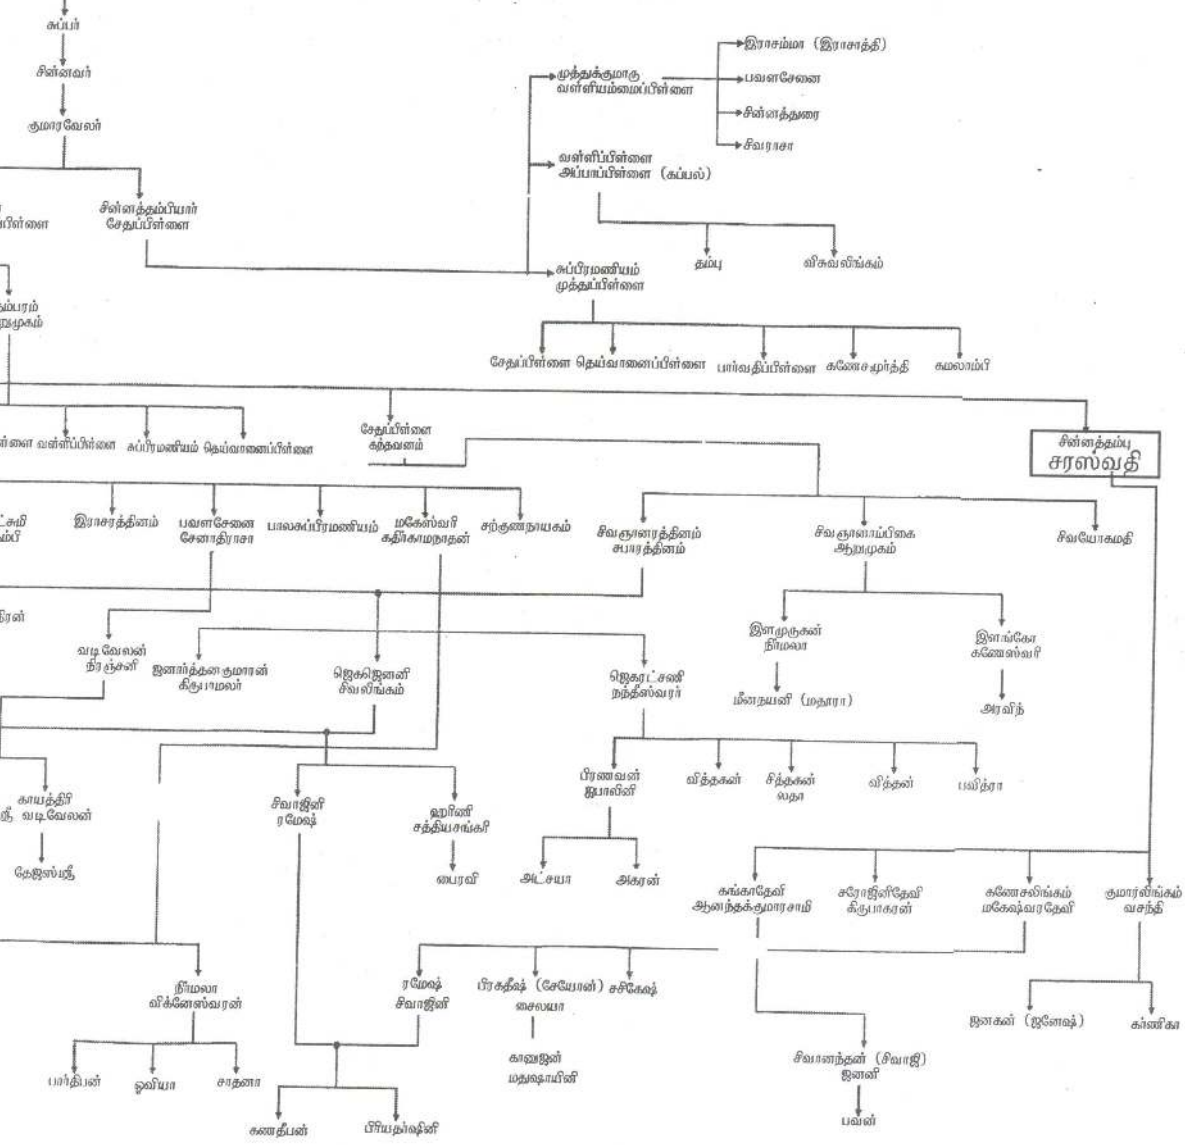 சுப்பர்
சின்னவர்
குமாரவேலர்
சின்னத்தம்பியார்
சேதுப்பிள்ளை
முத்துக்குமாரு
வள்ளியம்மைப்பிள்ளை
இராசம்மா (இராசாத்தி)
பவளசேனை
சின்னத்துரை
சிவராசா
வள்ளிப்பிள்ளை
அப்பாப்பிள்ளை (கப்பல்)
தம்பு
விசுவலிங்கம்
சுப்பிரமணியம்
முத்துப்பிள்ளை
சேதுப்பிள்ளை தெய்வானைப்பிள்ளை பார்வதிப்பிள்ளை கணேசமூர்த்தி கமலாம்பி
வள்ளிப்பிள்ளை சுப்பிரமணியம் தெய்வானைப்பிள்ளை
சேதுப்பிள்ளை
கந்தவனம்
சின்னத்தம்பு
சரஸ்வதி
இராசரத்தினம்
பவளசேனை
சேனாதிராசா
பாலசுப்பிரமணியம்
மகேஸ்வரி
கதிர்காமநாதன்
சற்குணநாயகம்
சிவஞானரத்தினம்
சபாரத்தினம்
சிவஞானாம்பிகை
ஆறுமுகம்
சிவயோகமதி
வடிவேலன்
நிரஞ்சனி
ஜனார்த்தனகுமாரன்
கிருபாமலர்
ஜெகஜெனனி
சிவலிங்கம்
ஜெகரட்சணி
நந்தீஸ்வரர்
இளமுருகன்
நிர்மலா
மீனநயனி (மதூரா)
இளங்கோ
கணேஸ்வரி
அரவிந்
காயத்திரி
ஸ்ரீ வடிவேலன்
தேஜஸ்ஸ்ரீ
சிவாஜினி
ரமேஷ்
ஹரிணி
சத்தியசங்கரி
பைரவி
பிரணவன்
ஐபாலினி
வித்தகன்
சித்தகன்
லதா
வித்தன்
பவித்ரா
அட்சயா
அகரன்
கங்காதேவி
ஆனந்தக்குமாரசாமி
சரோஜினிதேவி
கிருபாகரன்
கணேசலிங்கம்
மகேஷ்வரதேவி
குமார்லிங்கம்
வசந்தி
நிர்மலா
விக்னேஸ்வரன்
பார்திபன்
ஓவியா
சாதனா
ரமேஷ்
சிவாஜினி
பிரகதீஷ் (சேயோன்)
சைலயா
சசிகேஷ்
கானுஜன்
மதுஷாயினி
கணதீபன்
பிரியதர்ஷினி
ஜனகன் (ஜனேஷ்)
கர்ணிகா
சிவானந்தன் (சிவாஜி)
ஜனனி
பவன்